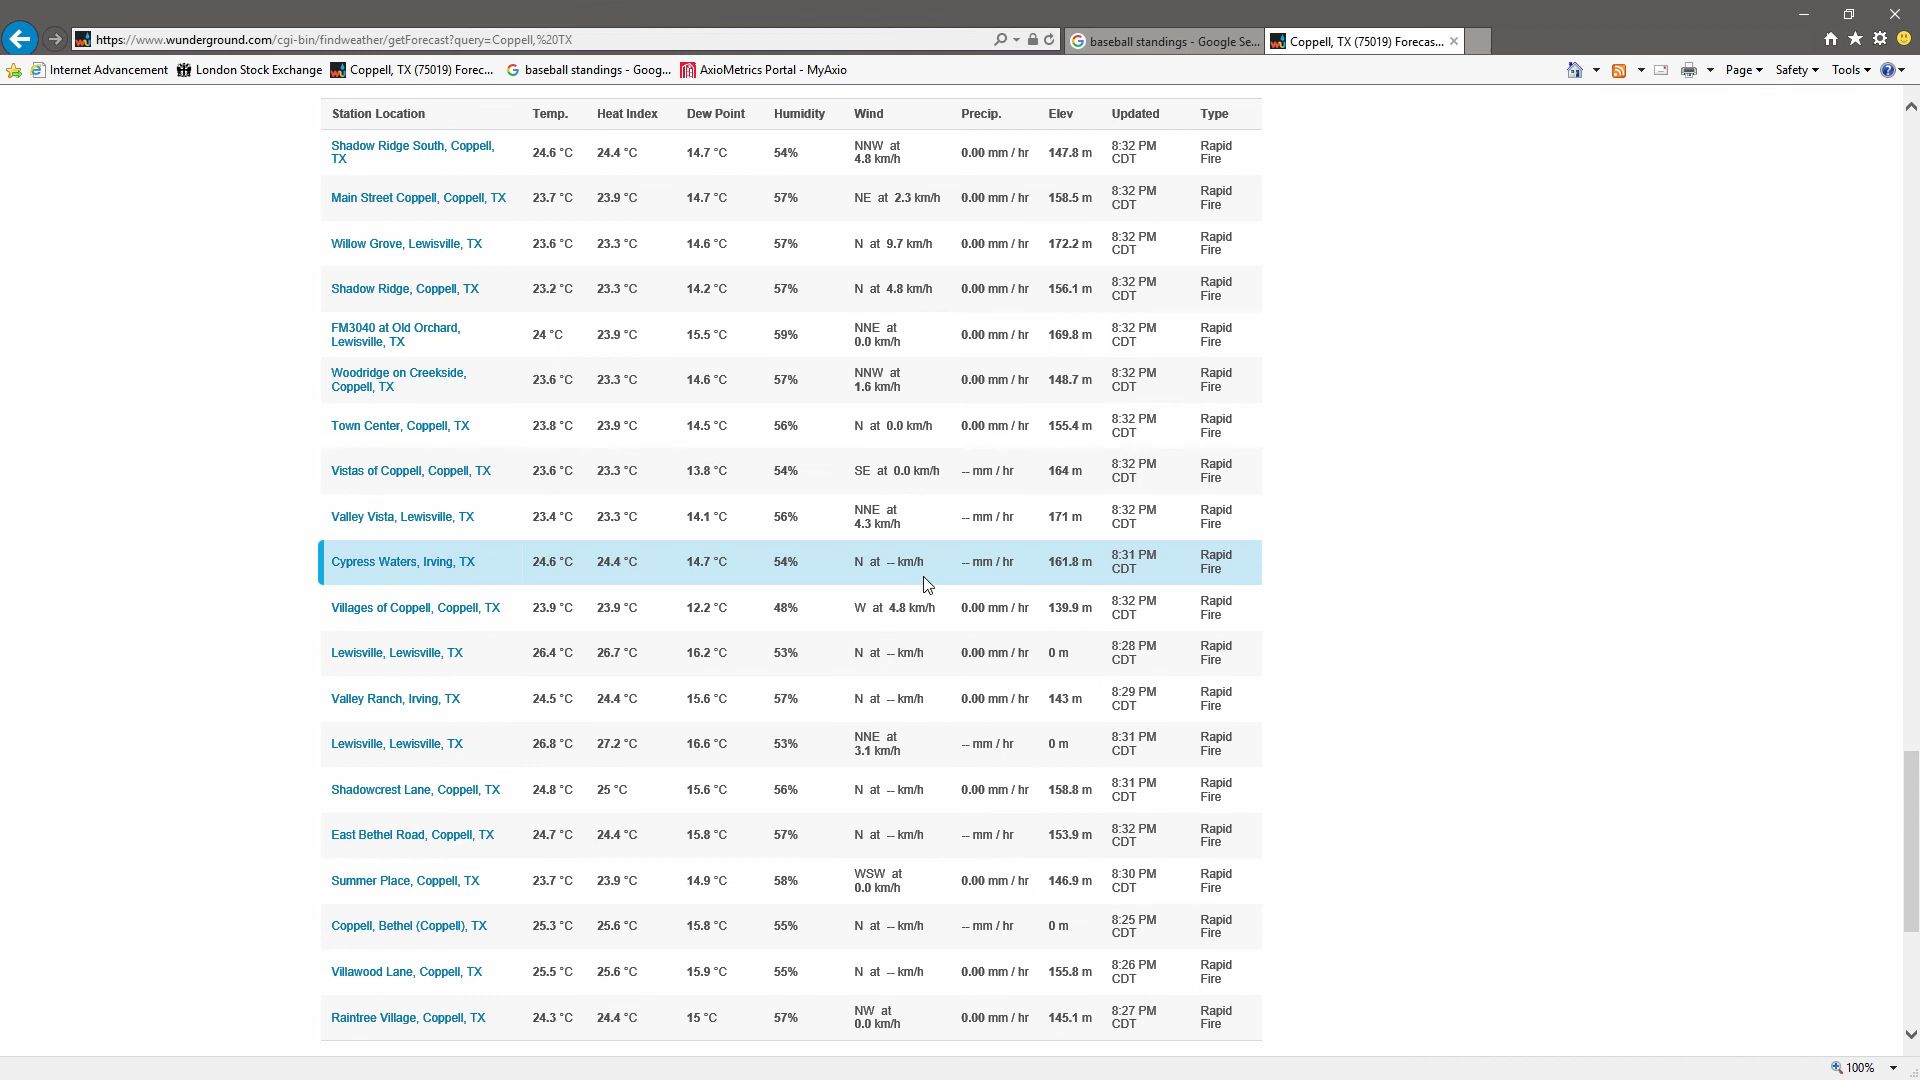 https://www.wunderground.com/cgi-bin/findweather/getForecast?query=Coppell,%20TX
baseball standings - Google Se...
Coppell, TX (75019) Forecas...
Internet Advancement London Stock Exchange Coppell, TX (75019) Forec... baseball standings - Goog... AxioMetrics Portal - MyAxio
Page Safety Tools
Station Location Temp. Heat Index Dew Point Humidity Wind Precip. Elev Updated Type
Shadow Ridge South, Coppell, TX 24.6 °C 24.4 °C 14.7 °C 54% NNW at 4.8 km/h 0.00 mm / hr 147.8 m 8:32 PM CDT Rapid Fire
Main Street Coppell, Coppell, TX 23.7 °C 23.9 °C 14.7 °C 57% NE at 2.3 km/h 0.00 mm / hr 158.5 m 8:32 PM CDT Rapid Fire
Willow Grove, Lewisville, TX 23.6 °C 23.3 °C 14.6 °C 57% N at 9.7 km/h 0.00 mm / hr 172.2 m 8:32 PM CDT Rapid Fire
Shadow Ridge, Coppell, TX 23.2 °C 23.3 °C 14.2 °C 57% N at 4.8 km/h 0.00 mm / hr 156.1 m 8:32 PM CDT Rapid Fire
FM3040 at Old Orchard, Lewisville, TX 24 °C 23.9 °C 15.5 °C 59% NNE at 0.0 km/h 0.00 mm / hr 169.8 m 8:32 PM CDT Rapid Fire
Woodridge on Creekside, Coppell, TX 23.6 °C 23.3 °C 14.6 °C 57% NNW at 1.6 km/h 0.00 mm / hr 148.7 m 8:32 PM CDT Rapid Fire
Town Center, Coppell, TX 23.8 °C 23.9 °C 14.5 °C 56% N at 0.0 km/h 0.00 mm / hr 155.4 m 8:32 PM CDT Rapid Fire
Vistas of Coppell, Coppell, TX 23.6 °C 23.3 °C 13.8 °C 54% SE at 0.0 km/h -- mm / hr 164 m 8:32 PM CDT Rapid Fire
Valley Vista, Lewisville, TX 23.4 °C 23.3 °C 14.1 °C 56% NNE at 4.3 km/h -- mm / hr 171 m 8:32 PM CDT Rapid Fire
Cypress Waters, Irving, TX 24.6 °C 24.4 °C 14.7 °C 54% N at -- km/h -- mm / hr 161.8 m 8:31 PM CDT Rapid Fire
Villages of Coppell, Coppell, TX 23.9 °C 23.9 °C 12.2 °C 48% W at 4.8 km/h 0.00 mm / hr 139.9 m 8:32 PM CDT Rapid Fire
Lewisville, Lewisville, TX 26.4 °C 26.7 °C 16.2 °C 53% N at -- km/h 0.00 mm / hr 0 m 8:28 PM CDT Rapid Fire
Valley Ranch, Irving, TX 24.5 °C 24.4 °C 15.6 °C 57% N at -- km/h 0.00 mm / hr 143 m 8:29 PM CDT Rapid Fire
Lewisville, Lewisville, TX 26.8 °C 27.2 °C 16.6 °C 53% NNE at 3.1 km/h -- mm / hr 0 m 8:31 PM CDT Rapid Fire
Shadowcrest Lane, Coppell, TX 24.8 °C 25 °C 15.6 °C 56% N at -- km/h 0.00 mm / hr 158.8 m 8:31 PM CDT Rapid Fire
East Bethel Road, Coppell, TX 24.7 °C 24.4 °C 15.8 °C 57% N at -- km/h -- mm / hr 153.9 m 8:32 PM CDT Rapid Fire
Summer Place, Coppell, TX 23.7 °C 23.9 °C 14.9 °C 58% WSW at 0.0 km/h 0.00 mm / hr 146.9 m 8:30 PM CDT Rapid Fire
Coppell, Bethel (Coppell), TX 25.3 °C 25.6 °C 15.8 °C 55% N at -- km/h -- mm / hr 0 m 8:25 PM CDT Rapid Fire
Villawood Lane, Coppell, TX 25.5 °C 25.6 °C 15.9 °C 55% N at -- km/h 0.00 mm / hr 155.8 m 8:26 PM CDT Rapid Fire
Raintree Village, Coppell, TX 24.3 °C 24.4 °C 15 °C 57% NW at 0.0 km/h 0.00 mm / hr 145.1 m 8:27 PM CDT Rapid Fire
100%